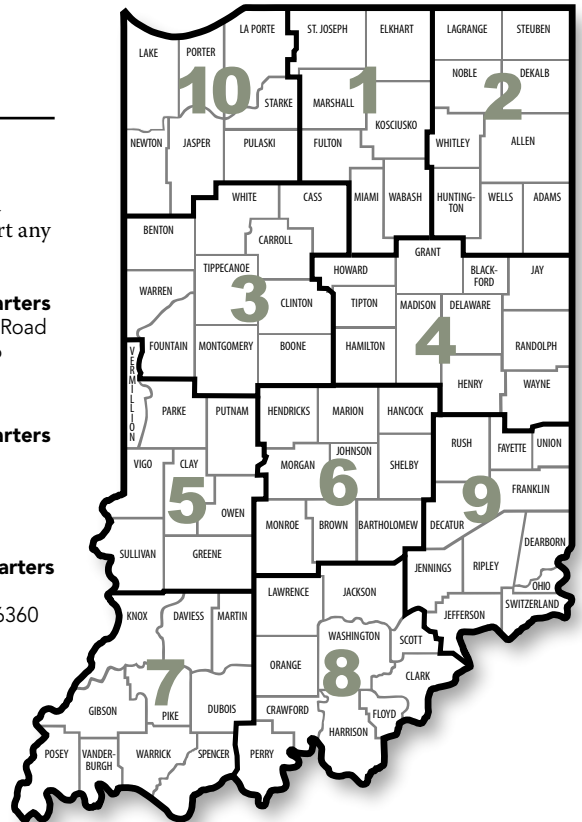 rt any
arters
Road
arters
arters
6360
LAKE
PORTER
LA PORTE
ST. JOSEPH
ELKHART
LAGRANGE
STEUBEN
10
STARKE
MARSHALL
1
KOSCIUSKO
NOBLE
DEKALB
2
NEWTON
JASPER
PULASKI
FULTON
WHITLEY
ALLEN
MIAMI
WABASH
HUNTING-
TON
WELLS
ADAMS
WHITE
CASS
BENTON
CARROLL
GRANT
WARREN
TIPPECANOE
3
CLINTON
HOWARD
BLACK-
FORD
JAY
TIPTON
MADISON
DELAWARE
4
FOUNTAIN
MONTGOMERY
BOONE
HAMILTON
RANDOLPH
HENRY
WAYNE
VERMILLION
PARKE
PUTNAM
HENDRICKS
MARION
HANCOCK
RUSH
FAYETTE
UNION
VIGO
CLAY
5
OWEN
MORGAN
JOHNSON
6
SHELBY
9
FRANKLIN
MONROE
BROWN
BARTHOLOMEW
DECATUR
DEARBORN
SULLIVAN
GREENE
JENNINGS
RIPLEY
OHIO
SWITZERLAND
JEFFERSON
LAWRENCE
JACKSON
KNOX
DAVIESS
MARTIN
WASHINGTON
SCOTT
ORANGE
8
CLARK
7
GIBSON
PIKE
DUBOIS
CRAWFORD
FLOYD
HARRISON
POSEY
VANDER-
BURGH
WARRICK
SPENCER
PERRY